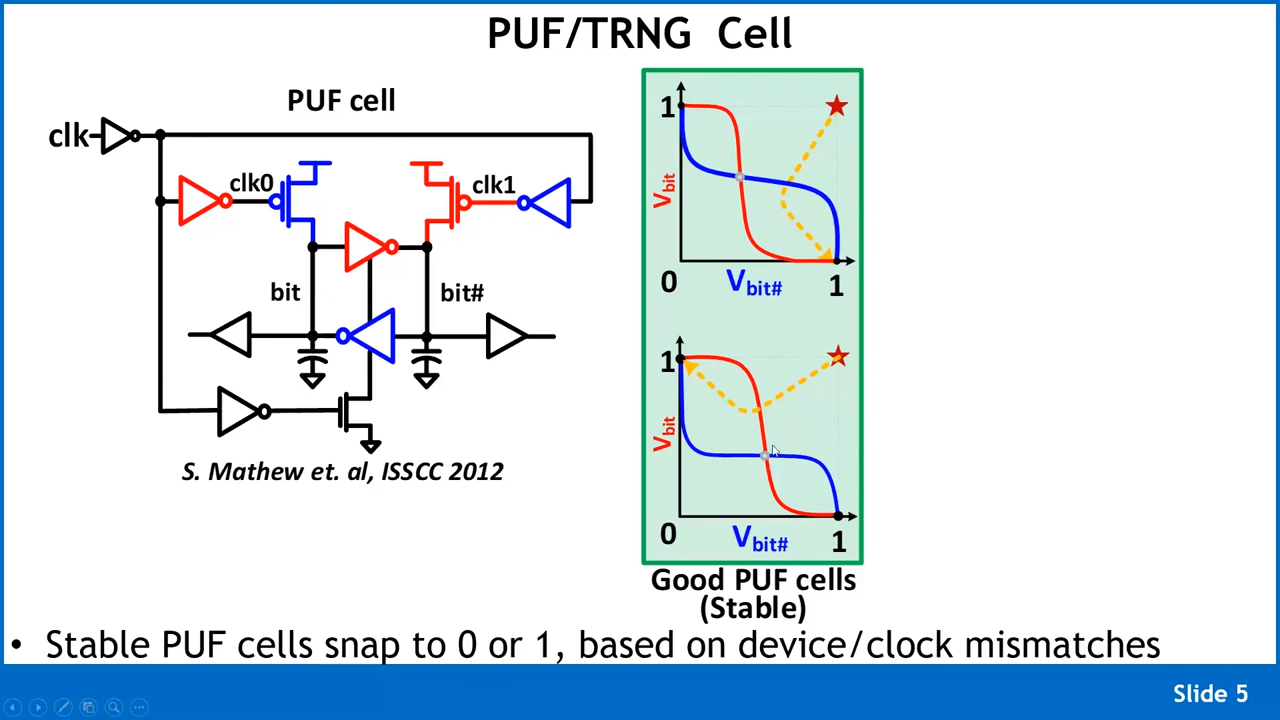 PUF/TRNG Cell
PUF cell
clk
clk0
clk1
bit
bit#
S. Mathew et. al, ISSCC 2012
1
Vbit
0
Vbit#
1
1
Vbit
0
Vbit#
1
Good PUF cells
(Stable)
• Stable PUF cells snap to 0 or 1, based on device/clock mismatches
Slide 5